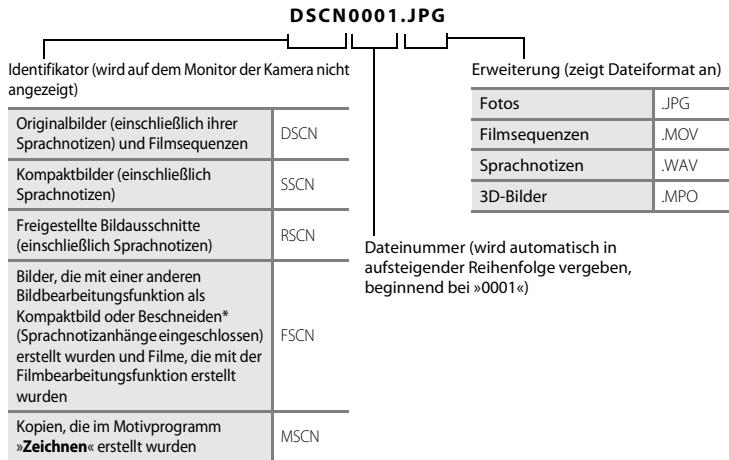 DSCN0001.JPG
Identifikator (wird auf dem Monitor der Kamera nicht
angezeigt)
Originalbilder (einschließlich ihrer
Sprachnotizen) und Filmsequenzen
DSCN
Kompaktbilder (einschließlich
Sprachnotizen)
SSCN
Freigestellte Bildausschnitte
(einschließlich Sprachnotizen)
RSCN
Bilder, die mit einer anderen
Bildbearbeitungsfunktion als
Kompaktbild oder Beschneiden*
(Sprachnotizanhänge eingeschlossen)
erstellt wurden und Filme, die mit der
Filmbearbeitungsfunktion erstellt
wurden
FSCN
Kopien, die im Motivprogramm
»Zeichnen« erstellt wurden
MSCN
Dateinummer (wird automatisch in
aufsteigender Reihenfolge vergeben,
beginnend bei »0001«)
Erweiterung (zeigt Dateiformat an)
Fotos .JPG
Filmsequenzen .MOV
Sprachnotizen .WAV
3D-Bilder .MPO